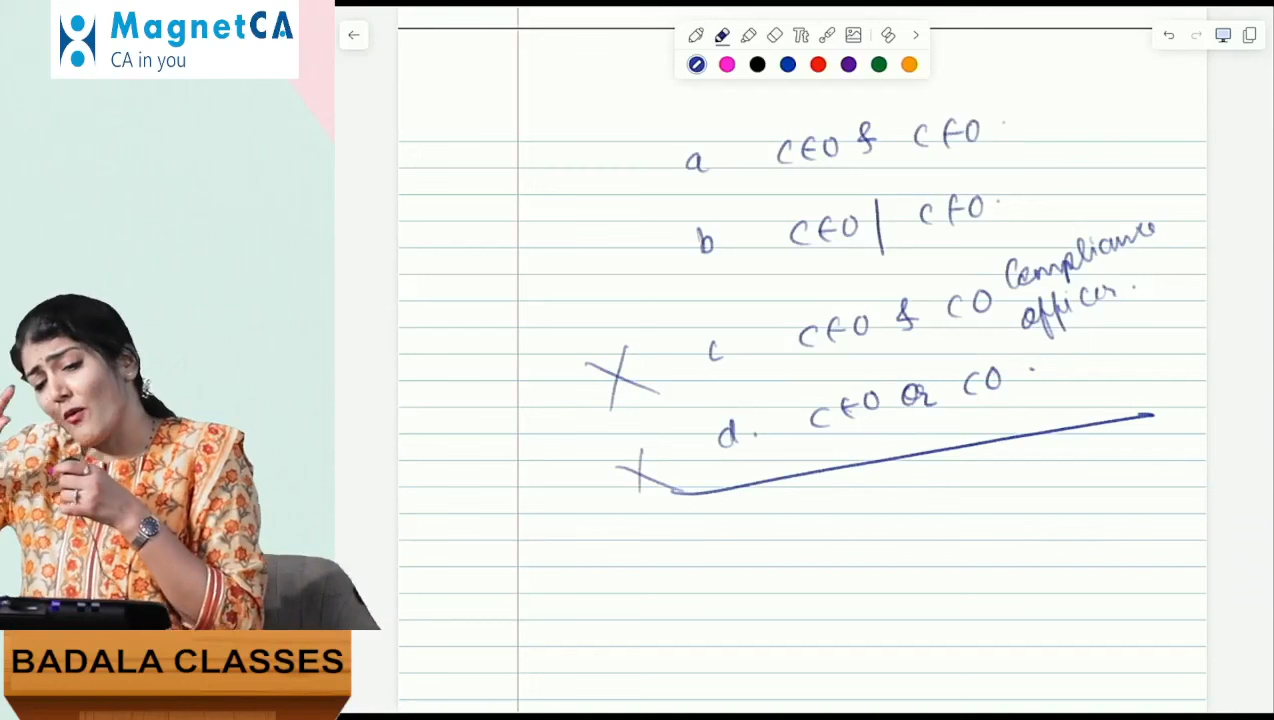 MagnetCA
CA in you
a CEO & CFO.
b CEO | CFO.
c CEO & CO Compliance officer.
d. CEO or CO.
BADALA CLASSES